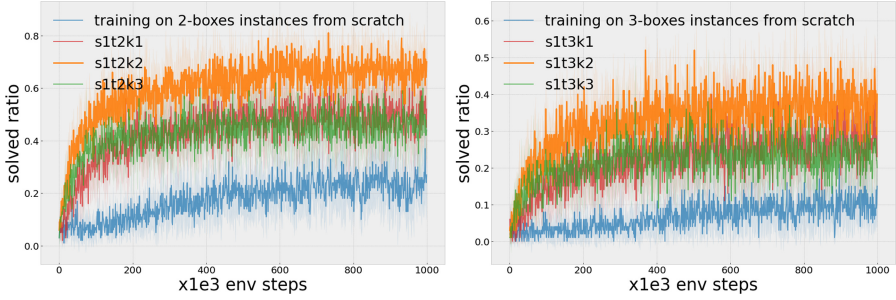 training on 2-boxes instances from scratch
s1t2k1
s1t2k2
s1t2k3
solved ratio
0.8
0.6
0.4
0.2
0.0
0 200 400 600 800 1000
x1e3 env steps
training on 3-boxes instances from scratch
s1t3k1
s1t3k2
s1t3k3
solved ratio
0.6
0.5
0.4
0.3
0.2
0.1
0.0
0 200 400 600 800 1000
x1e3 env steps